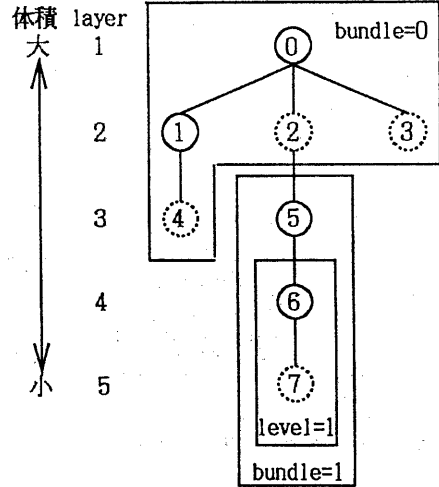 体積 layer
大 1 0 bundle=0
2 1 2 3
3 4 5
4 6
小 5 7
level=1
bundle=1